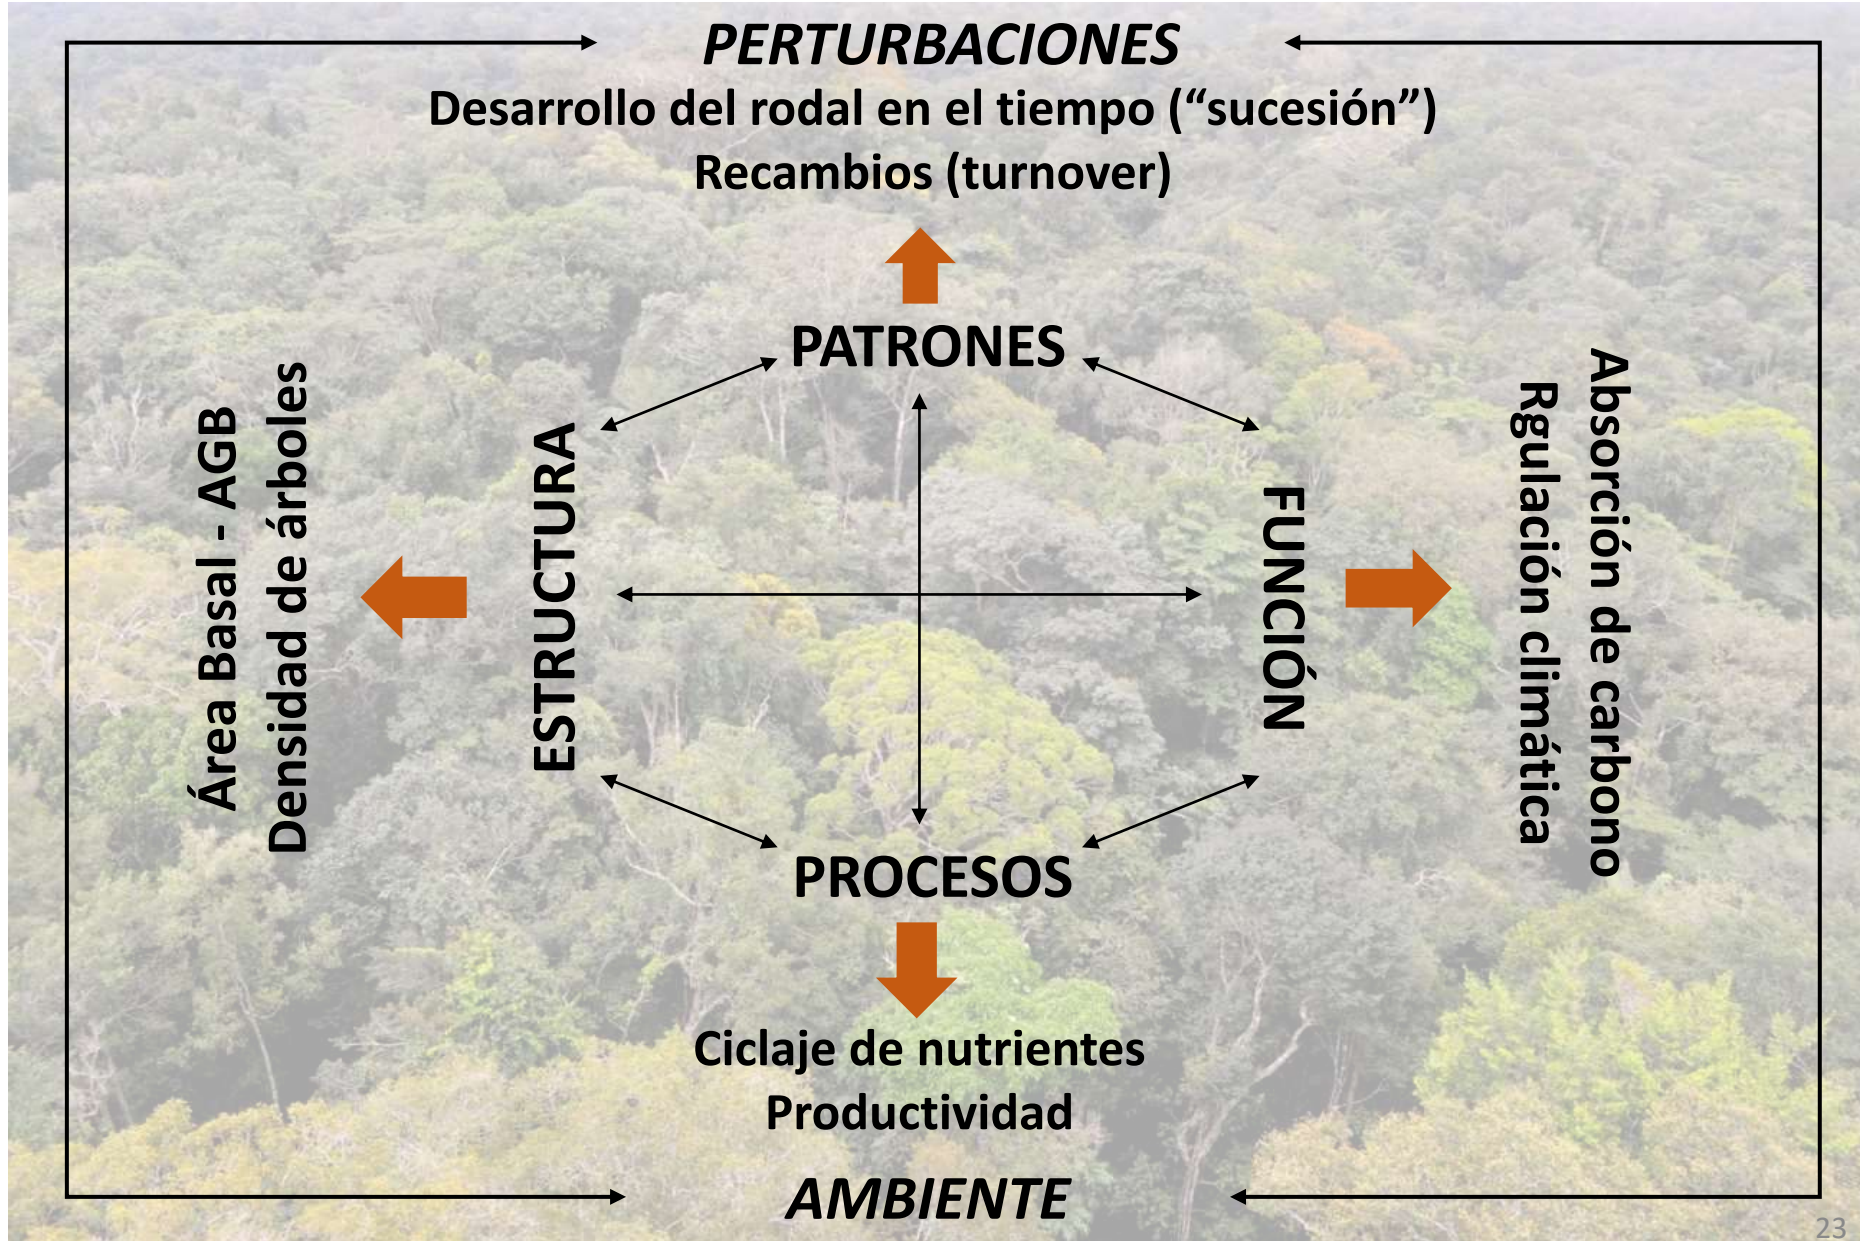 PERTURBACIONES
Desarrollo del rodal en el tiempo (“sucesión”)
Recambios (turnover)
PATRONES
Área Basal - AGB
Densidad de árboles
ESTRUCTURA
FUNCIÓN
Absorción de carbono
Rgulación climática
PROCESOS
Ciclaje de nutrientes
Productividad
AMBIENTE
23